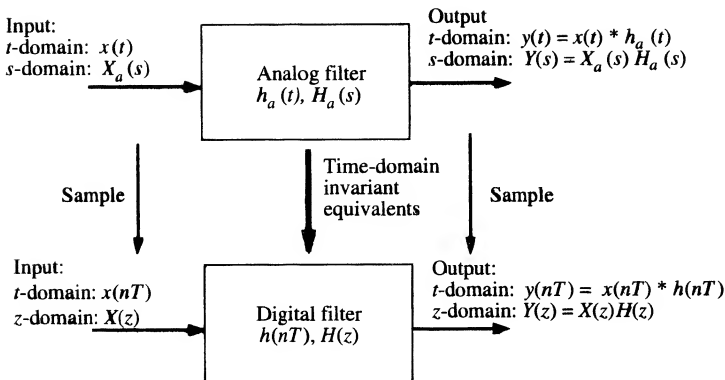 Input:
t-domain: x(t)
s-domain: X_a (s)
Analog filter
h_a (t), H_a (s)
Output
t-domain: y(t) = x(t) * h_a (t)
s-domain: Y(s) = X_a (s) H_a (s)
Sample
Time-domain
invariant
equivalents
Sample
Input:
t-domain: x(nT)
z-domain: X(z)
Digital filter
h(nT), H(z)
Output:
t-domain: y(nT) = x(nT) * h(nT)
z-domain: Y(z) = X(z)H(z)